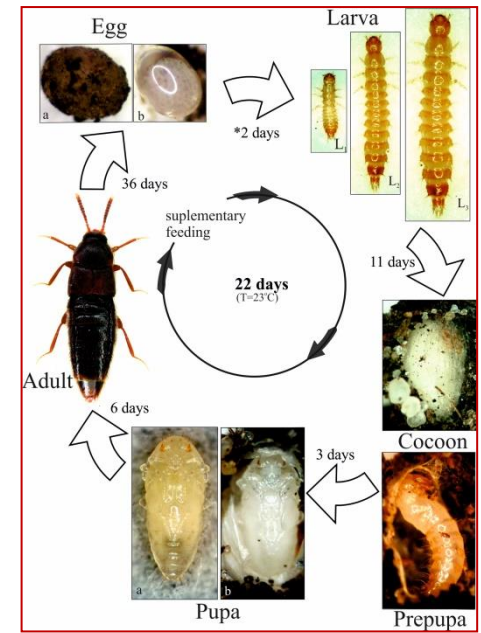 Egg
a
b
*2 days
Larva
L1
L2
L3
11 days
Cocoon
Prepupa
3 days
Pupa
a
b
6 days
Adult
36 days
suplementary
feeding
22 days
(T=23°C)